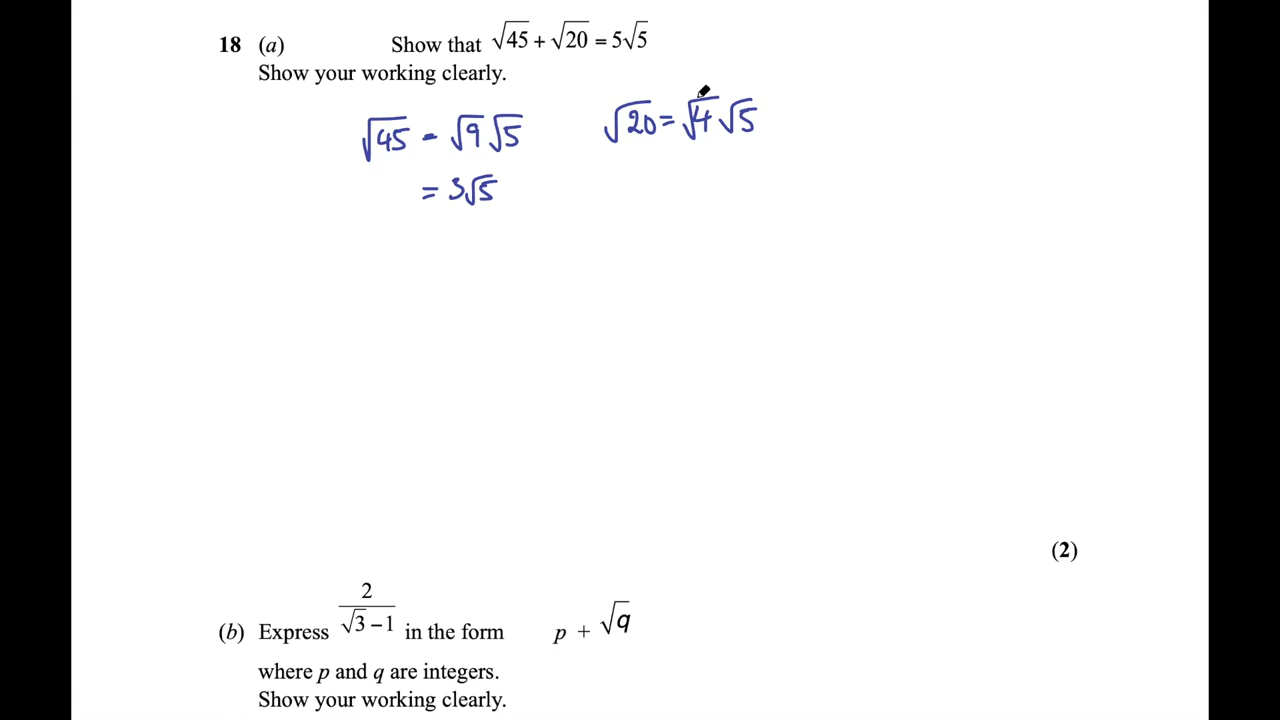 18 (a) Show that √45 + √20 = 5√5
Show your working clearly.
√45 = √9√5 √20 = √4√5
= 3√5
(2)
(b) Express 2/(√3 − 1) in the form p + √q
where p and q are integers.
Show your working clearly.